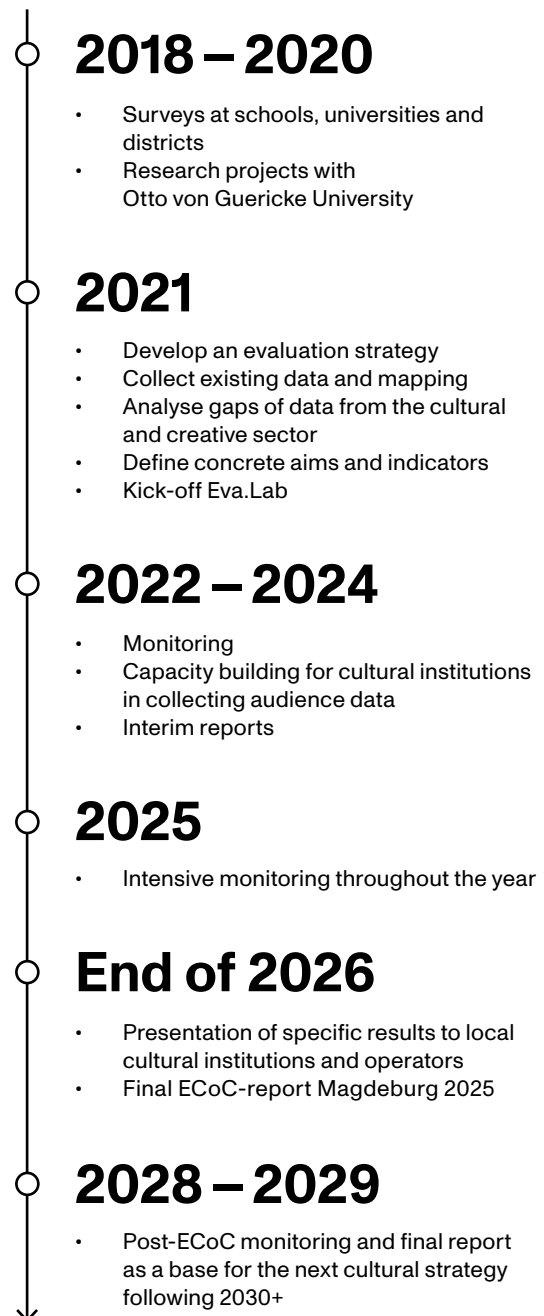 2018 – 2020
• Surveys at schools, universities and
districts
• Research projects with
Otto von Guericke University
2021
• Develop an evaluation strategy
• Collect existing data and mapping
• Analyse gaps of data from the cultural
and creative sector
• Define concrete aims and indicators
• Kick-off Eva.Lab
2022 – 2024
• Monitoring
• Capacity building for cultural institutions
in collecting audience data
• Interim reports
2025
• Intensive monitoring throughout the year
End of 2026
• Presentation of specific results to local
cultural institutions and operators
• Final ECoC-report Magdeburg 2025
2028 – 2029
• Post-ECoC monitoring and final report
as a base for the next cultural strategy
following 2030+